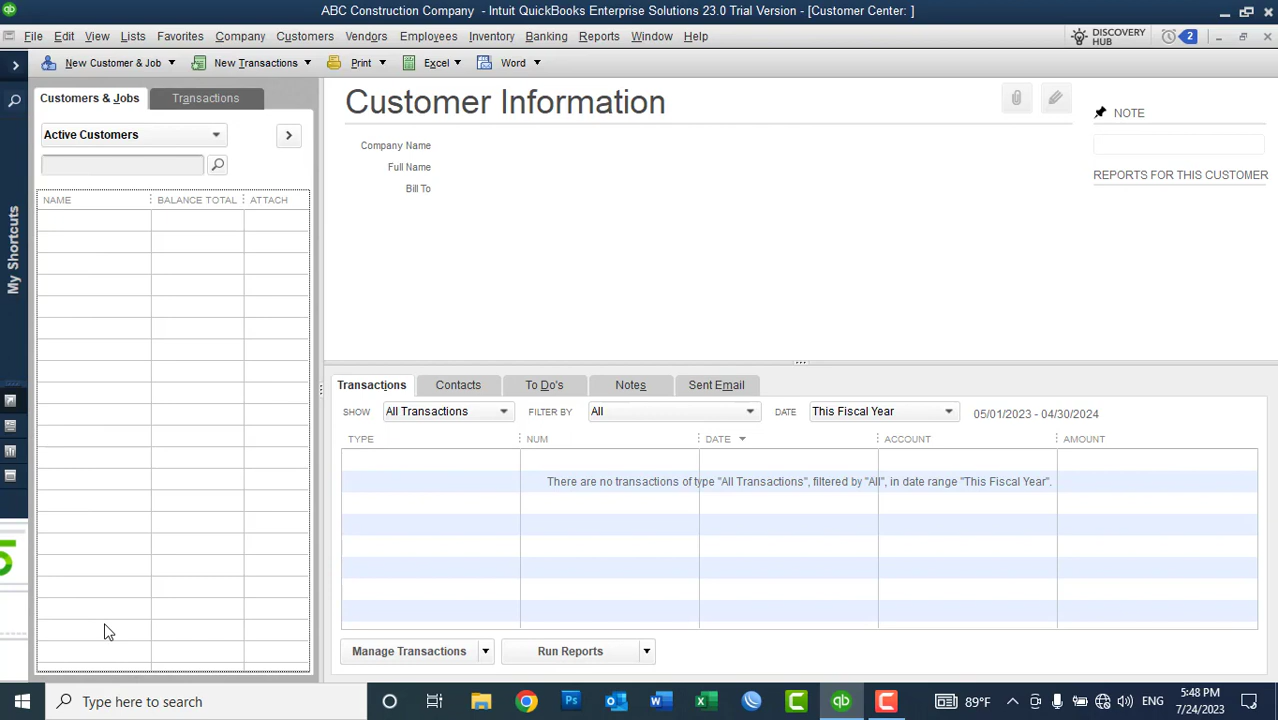 ABC Construction Company - Intuit QuickBooks Enterprise Solutions 23.0 Trial Version - [Customer Center: ]
File Edit View Lists Favorites Company Customers Vendors Employees Inventory Banking Reports Window Help
DISCOVERY
HUB
2
New Customer & Job New Transactions Print Excel Word
Customers & Jobs Transactions
Active Customers
NAME BALANCE TOTAL ATTACH
My Shortcuts
Customer Information
Company Name
Full Name
Bill To
NOTE
REPORTS FOR THIS CUSTOMER
Transactions Contacts To Do's Notes Sent Email
SHOW All Transactions FILTER BY All DATE This Fiscal Year 05/01/2023 - 04/30/2024
TYPE NUM DATE ACCOUNT AMOUNT
There are no transactions of type "All Transactions", filtered by "All", in date range "This Fiscal Year".
Manage Transactions Run Reports
Type here to search
89°F
ENG
5:48 PM
7/24/2023